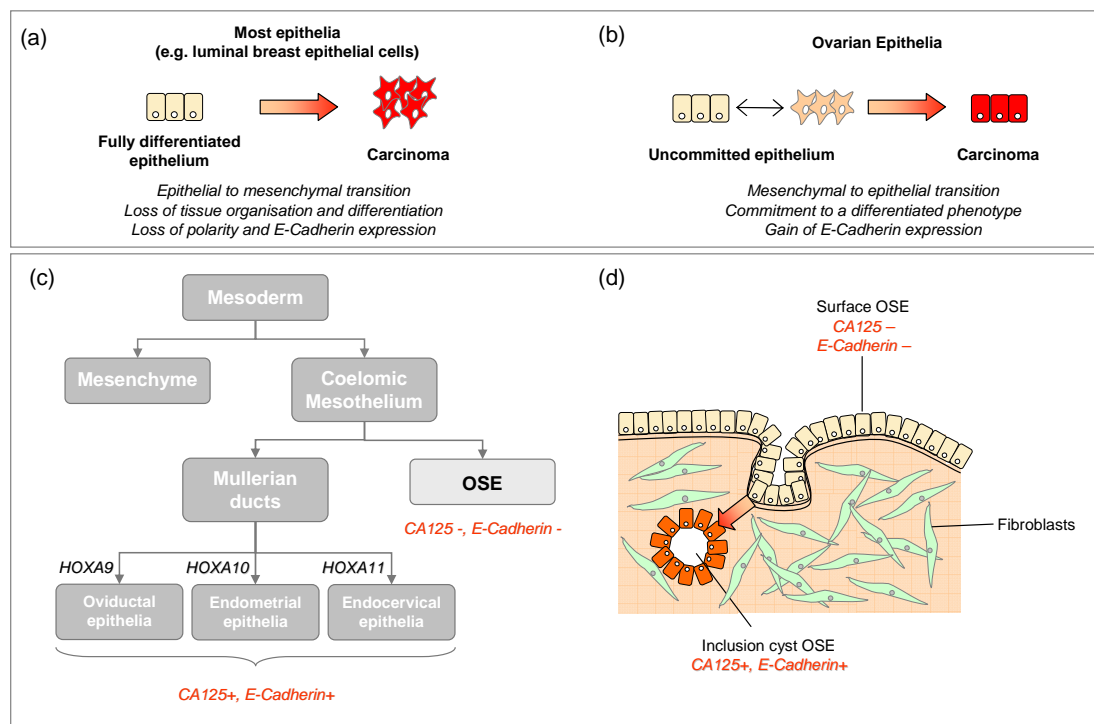 (a)
Most epithelia
(e.g. luminal breast epithelial cells)
Fully differentiated
epithelium
Carcinoma
Epithelial to mesenchymal transition
Loss of tissue organisation and differentiation
Loss of polarity and E-Cadherin expression
(b)
Ovarian Epithelia
Uncommitted epithelium
Carcinoma
Mesenchymal to epithelial transition
Commitment to a differentiated phenotype
Gain of E-Cadherin expression
(c)
Mesoderm
Mesenchyme
Coelomic
Mesothelium
Mullerian
ducts
OSE
CA125 -, E-Cadherin -
HOXA9
HOXA10
HOXA11
Oviductal
epithelia
Endometrial
epithelia
Endocervical
epithelia
CA125+, E-Cadherin+
(d)
Surface OSE
CA125 –
E-Cadherin –
Fibroblasts
Inclusion cyst OSE
CA125+, E-Cadherin+